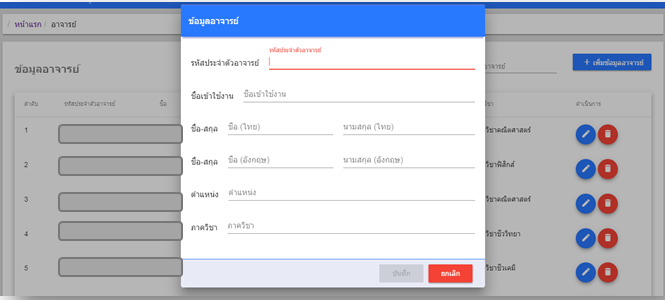 ข้อมูลอาจารย์
/ หน้าแรก / อาจารย์
รหัสประจำตัวอาจารย์
รหัสประจำตัวอาจารย์
ข้อมูลอาจารย์
อาจารย์
+ เพิ่มข้อมูลอาจารย์
ชื่อเข้าใช้งาน ชื่อเข้าใช้งาน
ลำดับ รหัสประจำตัวอาจารย์ ชื่อ ดำเนินการ
ชื่อ-สกุล ชื่อ (ไทย) นามสกุล (ไทย)
1 วิชาคณิตศาสตร์
ชื่อ-สกุล ชื่อ (อังกฤษ) นามสกุล (อังกฤษ)
2 วิชาฟิสิกส์
ตำแหน่ง ตำแหน่ง
3 วิชาคณิตศาสตร์
ภาควิชา ภาควิชา
4 วิชาชีววิทยา
5 วิชาชีวเคมี
บันทึก ยกเลิก